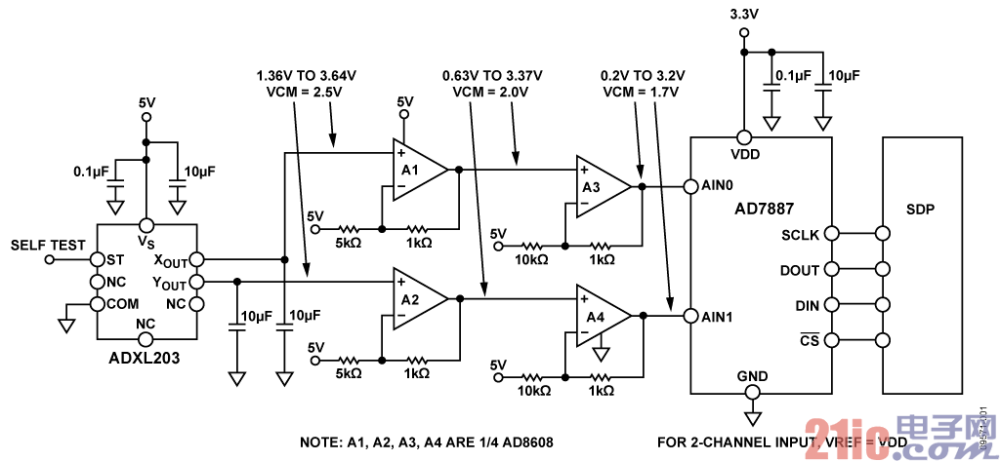 3.3V
0.1µF
10µF
1.36V TO 3.64V
VCM = 2.5V
0.63V TO 3.37V
VCM = 2.0V
0.2V TO 3.2V
VCM = 1.7V
5V
5V
0.1µF
10µF
A1
A3
VDD
AIN0
AD7887
SDP
5V
5kΩ
1kΩ
5V
10kΩ
1kΩ
SELF TEST
VS
ST
XOUT
NC
YOUT
COM
NC
NC
ADXL203
10µF
10µF
A2
A4
SCLK
DOUT
DIN
CS
AIN1
5V
5kΩ
1kΩ
5V
10kΩ
1kΩ
GND
NOTE: A1, A2, A3, A4 ARE 1/4 AD8608
FOR 2-CHANNEL INPUT, VREF = VDD
21ic.com
电子网